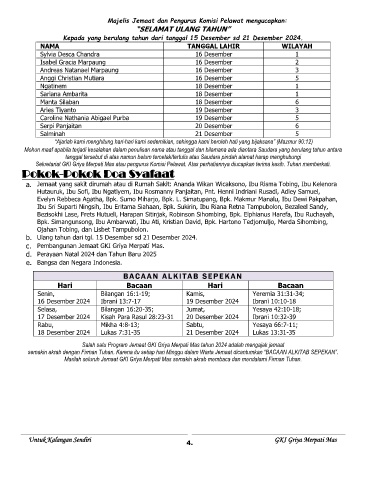 Majelis Jemaat dan Pengurus Komisi Pelawat mengucapkan:
"SELAMAT ULANG TAHUN"
Kepada yang berulang tahun dari tanggal 15 Desember sd 21 Desember 2024.
NAMA TANGGAL LAHIR WILAYAH
Sylvia Desca Chandra 16 Desember 1
Isabel Gracia Marpaung 16 Desember 2
Andreas Natanael Marpaung 16 Desember 3
Anggi Christian Mutiara 16 Desember 5
Ngatinem 18 Desember 1
Sariana Ambarita 18 Desember 1
Manta Silaban 18 Desember 6
Aries Tiyanto 19 Desember 3
Caroline Nathania Abigael Purba 19 Desember 5
Serpi Panjaitan 20 Desember 6
Salminah 21 Desember 5
"Ajarlah kami menghitung hari-hari kami sedemikian, sehingga kami beroleh hati yang bijaksana" (Mazmur 90:12)
Mohon maaf apabila terjadi kesalahan dalam penulisan nama atau tanggal dan bilamana ada diantara Saudara yang berulang tahun antara
tanggal tersebut di atas namun belum tercetak/tertulis atau Saudara pindah alamat harap menghubungi
Sekretariat GKI Griya Merpati Mas atau pengurus Komisi Pelawat. Atas perhatiannya diucapkan terima kasih. Tuhan memberkati.
Pokok-Pokok Doa Syafaat
a. Jemaat yang sakit dirumah atau di Rumah Sakit: Ananda Wikan Wicaksono, Ibu Risma Tobing, Ibu Kelenora
Hutauruk, Ibu Sofi, Ibu Ngatiyem, Ibu Rosmanny Panjaitan, Pnt. Henni Indriani Rusadi, Adley Samuel,
Evelyn Rebbeca Agatha, Bpk. Sumo Miharjo, Bpk. L. Simatupang, Bpk. Makmur Manalu, Ibu Dewi Pakpahan,
Ibu Sri Suparti Ningsih, Ibu Eritama Siahaan, Bpk. Sukirin, Ibu Riana Retna Tampubolon, Bezaleel Sandy,
Bezisokhi Lase, Frets Hutueli, Harapan Sitinjak, Robinson Sihombing, Bpk. Elphianus Harefa, Ibu Ruchayah,
Bpk. Simangunsong, Ibu Ambarwati, Ibu Ati, Kristian David, Bpk. Hartono Tedjomuljo, Marda Sihombing,
Ojahan Tobing, dan Lisbet Tampubolon.
b. Ulang tahun dari tgl. 15 Desember sd 21 Desember 2024.
c. Pembangunan Jemaat GKI Griya Merpati Mas.
d. Perayaan Natal 2024 dan Tahun Baru 2025
e. Bangsa dan Negara Indonesia.
BACAAN ALKITAB SEPEKAN
Hari Bacaan Hari Bacaan
Senin, Bilangan 16:1-19; Kamis, Yeremia 31:31-34;
16 Desember 2024 Ibrani 13:7-17 19 Desember 2024 Ibrani 10:10-18
Selasa, Bilangan 16:20-35; Jumat, Yesaya 42:10-18;
17 Desember 2024 Kisah Para Rasul 28:23-31 20 Desember 2024 Ibrani 10:32-39
Rabu, Mikha 4:8-13; Sabtu, Yesaya 66:7-11;
18 Desember 2024 Lukas 7:31-35 21 Desember 2024 Lukas 13:31-35
Salah satu Program Jemaat GKI Griya Merpati Mas tahun 2024 adalah mengajak jemaat
semakin akrab dengan Firman Tuhan. Karena itu setiap hari Minggu dalam Warta Jemaat dicantumkan "BACAAN ALKITAB SEPEKAN".
Marilah seluruh Jemaat GKI Griya Merpati Mas semakin akrab membaca dan mendalami Firman Tuhan.
Untuk Kalangan Sendiri 4. GKI Griya Merpati Mas